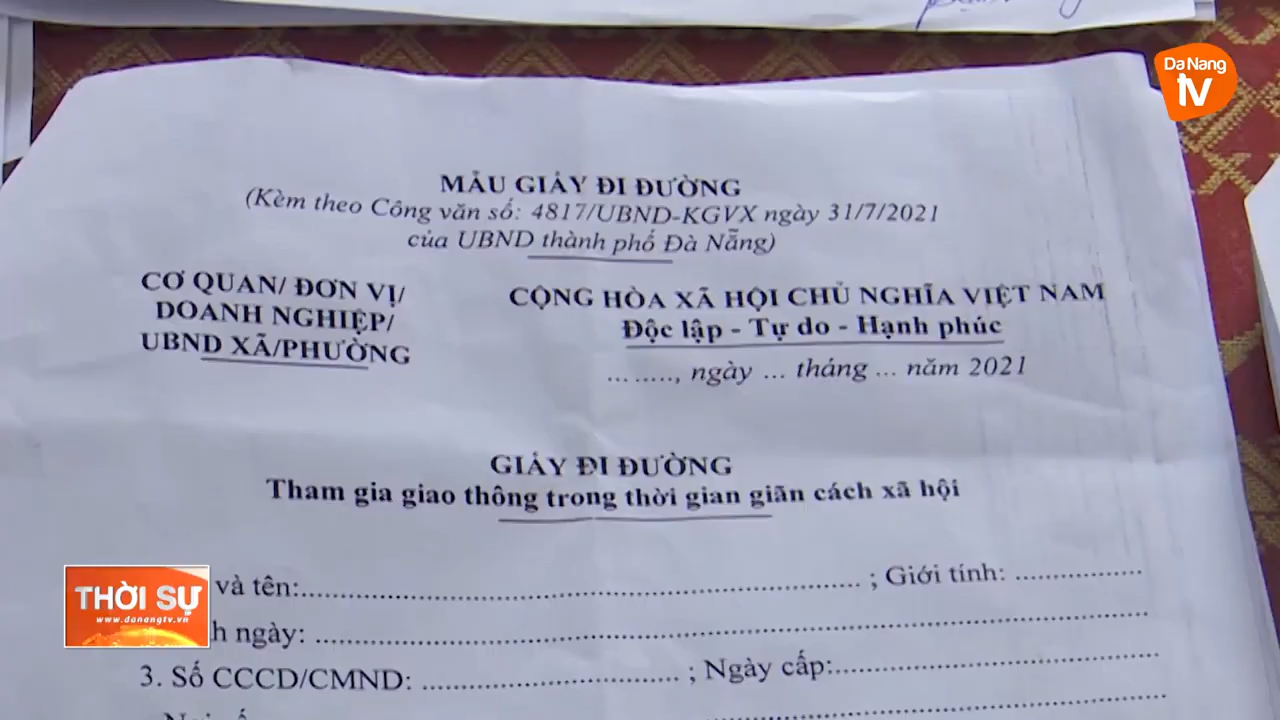 Da Nang
tv
MẪU GIẤY ĐI ĐƯỜNG
(Kèm theo Công văn số: 4817/UBND-KGVX ngày 31/7/2021
của UBND thành phố Đà Nẵng)
CƠ QUAN/ ĐƠN VỊ/
DOANH NGHIỆP/
UBND XÃ/PHƯỜNG
CỘNG HÒA XÃ HỘI CHỦ NGHĨA VIỆT NAM
Độc lập - Tự do - Hạnh phúc
... ......, ngày ... tháng ... năm 2021
GIẤY ĐI ĐƯỜNG
Tham gia giao thông trong thời gian giãn cách xã hội
và tên:.......................................................... ; Giới tính: ..................
THỜI SỰ
www.danangtv.vn
h ngày: ....................................................................................
3. Số CCCD/CMND: .................................... ; Ngày cấp:..............................................